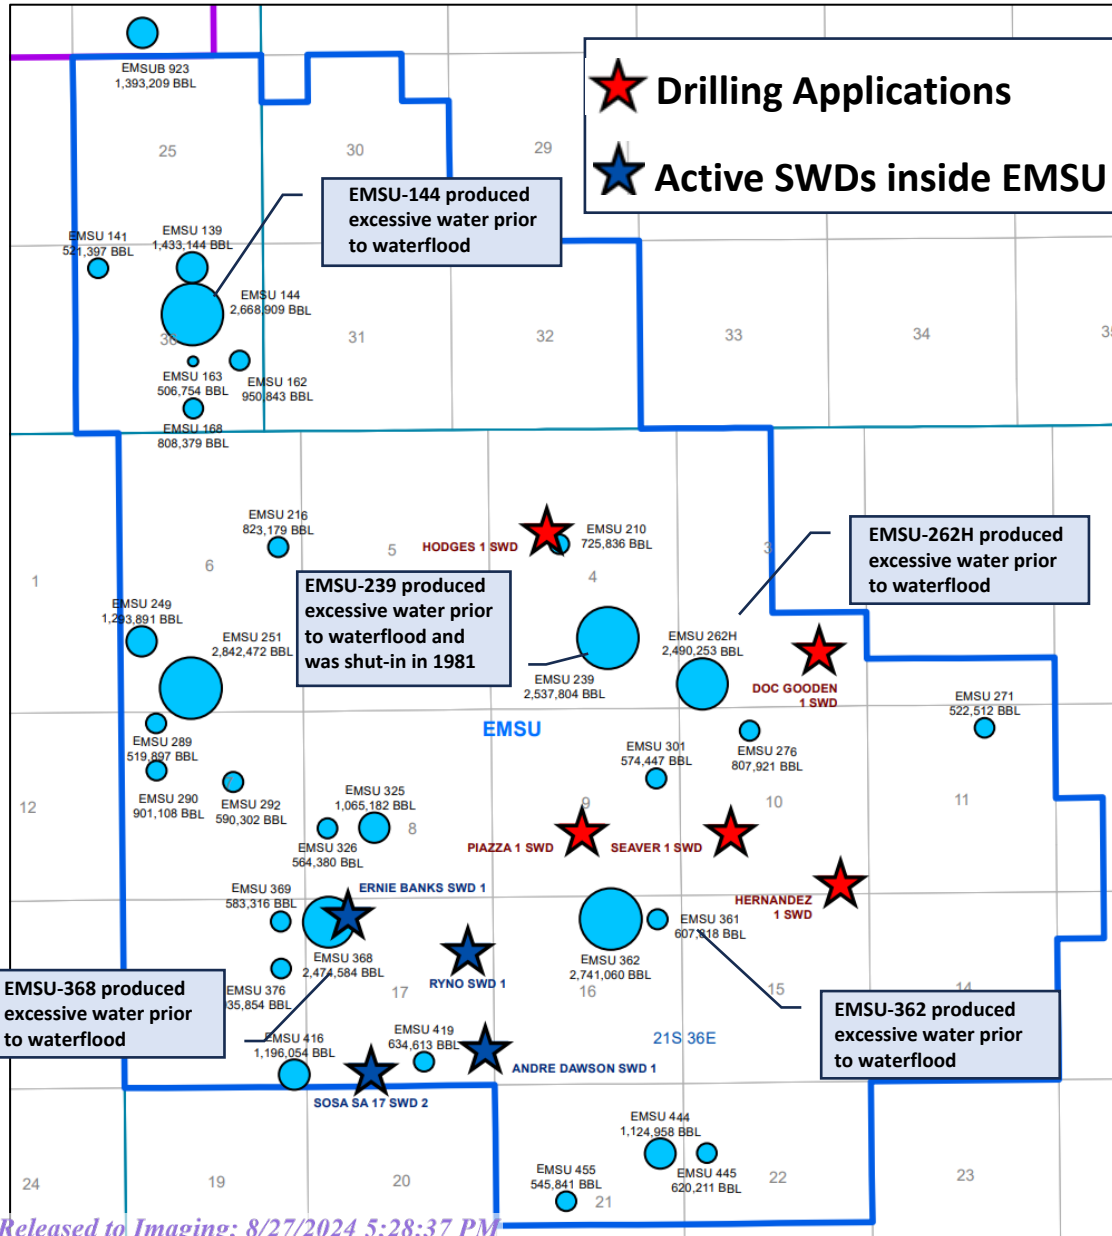 EMSUB 923
1,393,209 BBL
Drilling Applications
Active SWDs inside EMSU
25
30
29
EMSU-144 produced
excessive water prior
to waterflood
EMSU 141
521,397 BBL
EMSU 139
1,433,144 BBL
EMSU 144
2,668,909 BBL
36
31
32
33
34
35
EMSU 163
506,754 BBL
EMSU 162
950,843 BBL
EMSU 168
808,379 BBL
EMSU 216
823,179 BBL
5
HODGES 1 SWD
EMSU 210
725,836 BBL
3
EMSU-262H produced
excessive water prior
to waterflood
1
6
4
EMSU-239 produced
excessive water prior
to waterflood and
was shut-in in 1981
EMSU 249
1,293,891 BBL
EMSU 251
2,842,472 BBL
EMSU 262H
2,490,253 BBL
EMSU 239
2,537,804 BBL
DOC GOODEN
1 SWD
EMSU 271
522,512 BBL
EMSU
EMSU 289
519,897 BBL
EMSU 301
574,447 BBL
EMSU 276
807,921 BBL
12
EMSU 290
901,108 BBL
7
EMSU 292
590,302 BBL
EMSU 325
1,065,182 BBL
8
9
10
11
EMSU 326
564,380 BBL
PIAZZA 1 SWD
SEAVER 1 SWD
ERNIE BANKS SWD 1
EMSU 369
583,316 BBL
HERNANDEZ
1 SWD
EMSU 361
607,818 BBL
EMSU 368
2,474,584 BBL
EMSU 362
2,741,060 BBL
RYNO SWD 1
EMSU-368 produced
excessive water prior
to waterflood
EMSU 376
935,854 BBL
17
16
15
14
EMSU-362 produced
excessive water prior
to waterflood
EMSU 416
1,196,054 BBL
EMSU 419
634,613 BBL
21S 36E
ANDRE DAWSON SWD 1
SOSA SA 17 SWD 2
EMSU 444
1,124,958 BBL
EMSU 445
620,211 BBL
EMSU 455
545,841 BBL
24
19
20
21
22
23
Released to Imaging: 8/27/2024 5:28:37 PM